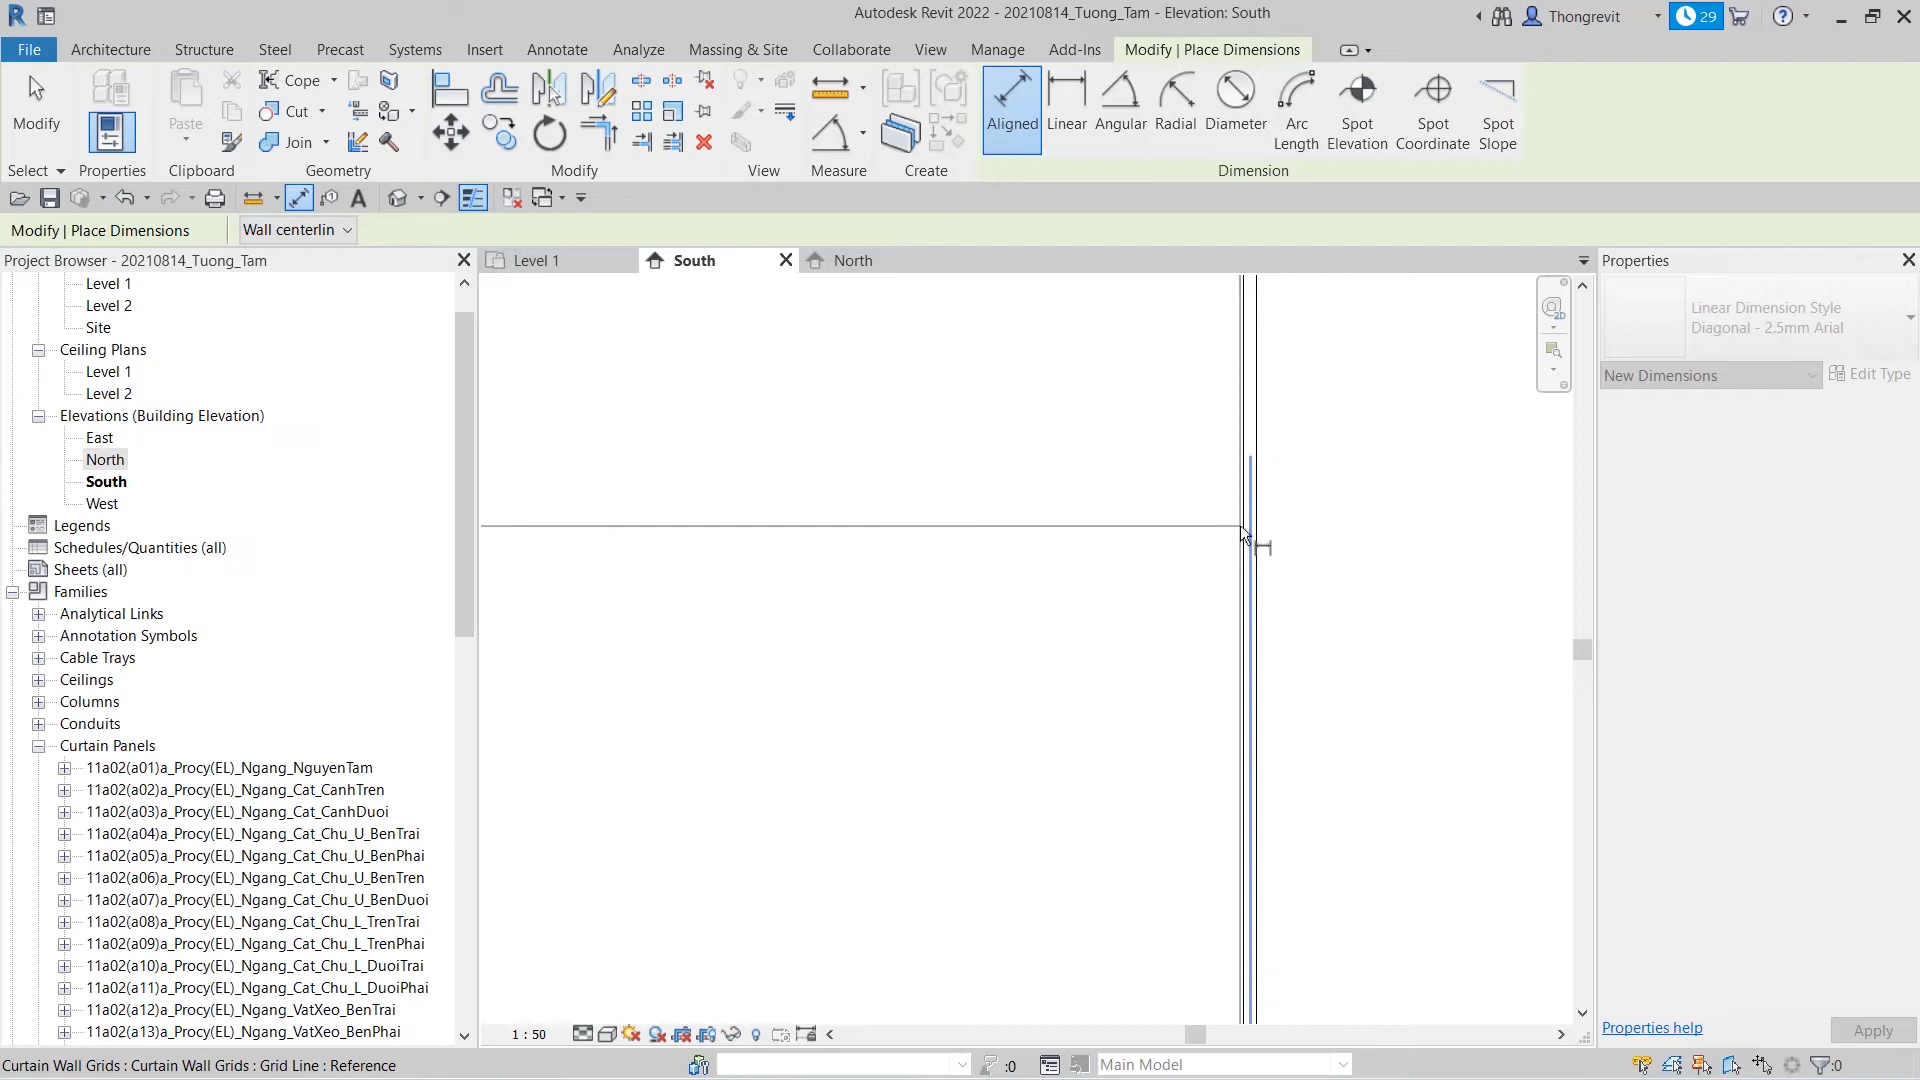 Autodesk Revit 2022 - 20210814_Tuong_Tam - Elevation: South
Thongrevit
29
File Architecture Structure Steel Precast Systems Insert Annotate Analyze Massing & Site Collaborate View Manage Add-Ins Modify | Place Dimensions
Modify
Paste
Cope
Cut
Join
Aligned Linear Angular Radial Diameter Arc Length Spot Elevation Spot Coordinate Spot Slope
Select Properties Clipboard Geometry Modify View Measure Create Dimension
A
Modify | Place Dimensions Wall centerlin
Project Browser - 20210814_Tuong_Tam
Level 1 South North
Properties
Level 1
Level 2
Site
Ceiling Plans
Level 1
Level 2
Elevations (Building Elevation)
East
North
South
West
Legends
Schedules/Quantities (all)
Sheets (all)
Families
Analytical Links
Annotation Symbols
Cable Trays
Ceilings
Columns
Conduits
Curtain Panels
11a02(a01)a_Procy(EL)_Ngang_NguyenTam
11a02(a02)a_Procy(EL)_Ngang_Cat_CanhTren
11a02(a03)a_Procy(EL)_Ngang_Cat_CanhDuoi
11a02(a04)a_Procy(EL)_Ngang_Cat_Chu_U_BenTrai
11a02(a05)a_Procy(EL)_Ngang_Cat_Chu_U_BenPhai
11a02(a06)a_Procy(EL)_Ngang_Cat_Chu_U_BenTren
11a02(a07)a_Procy(EL)_Ngang_Cat_Chu_U_BenDuoi
11a02(a08)a_Procy(EL)_Ngang_Cat_Chu_L_TrenTrai
11a02(a09)a_Procy(EL)_Ngang_Cat_Chu_L_TrenPhai
11a02(a10)a_Procy(EL)_Ngang_Cat_Chu_L_DuoiTrai
11a02(a11)a_Procy(EL)_Ngang_Cat_Chu_L_DuoiPhai
11a02(a12)a_Procy(EL)_Ngang_VatXeo_BenTrai
11a02(a13)a_Procy(EL)_Ngang_VatXeo_BenPhai
2D
Linear Dimension Style
Diagonal - 2.5mm Arial
New Dimensions
Edit Type
Properties help
Apply
1 : 50
Curtain Wall Grids : Curtain Wall Grids : Grid Line : Reference
:0
Main Model
:0